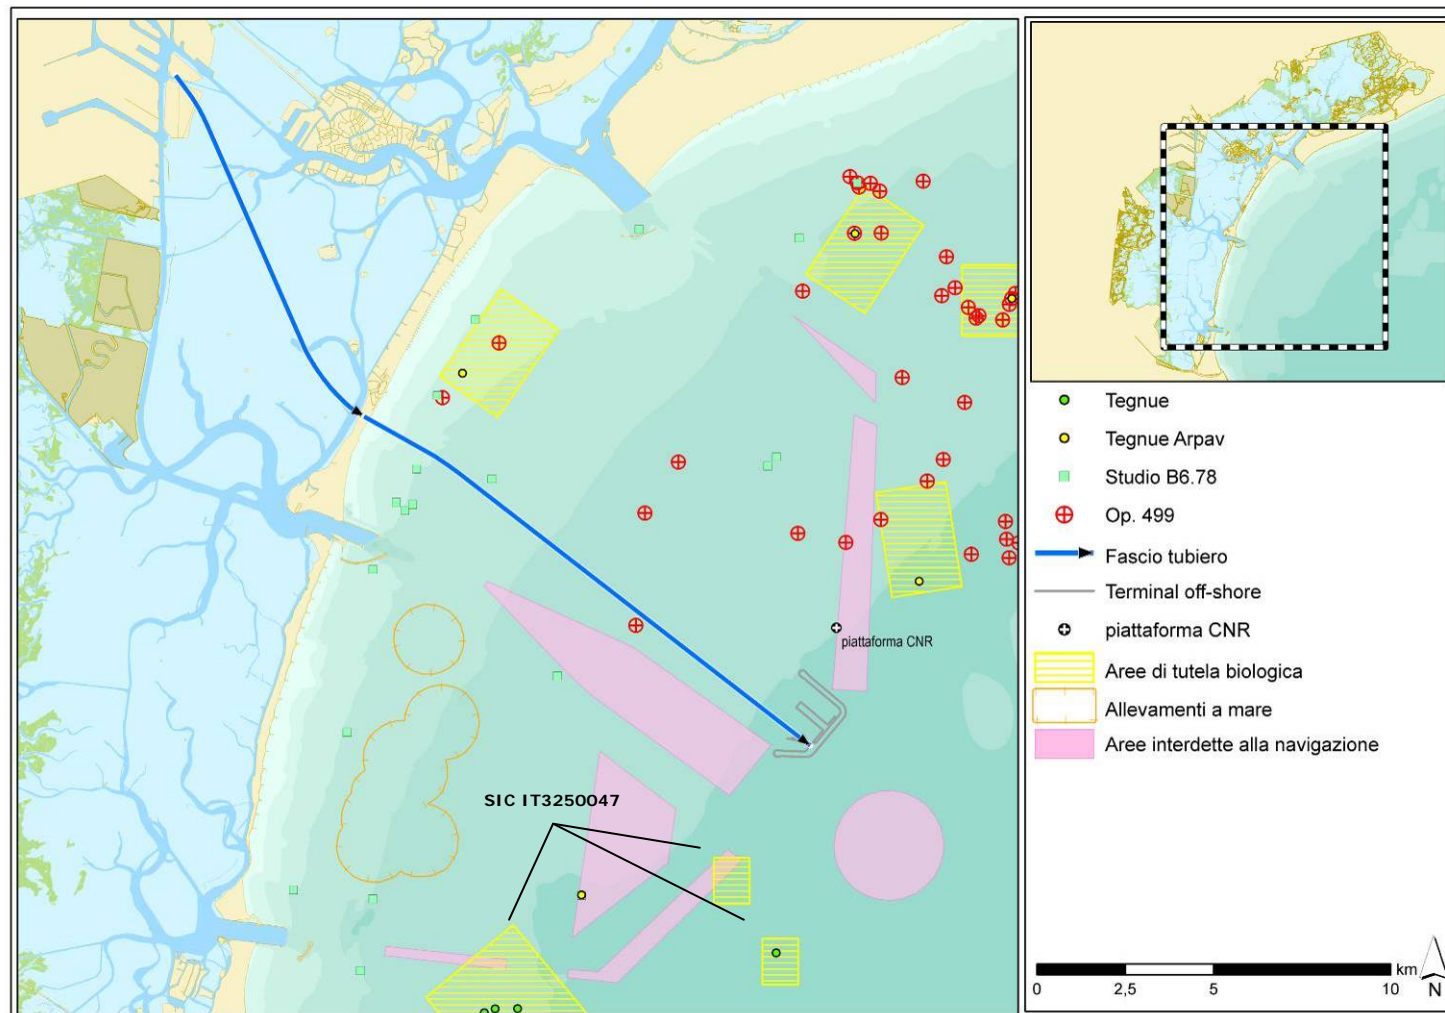 piattaforma CNR
SIC IT3250047
Tegnue
Tegnue Arpav
Studio B6.78
Op. 499
Fascio tubiero
Terminal off-shore
piattaforma CNR
Aree di tutela biologica
Allevamenti a mare
Aree interdette alla navigazione
km
0 2,5 5 10
N